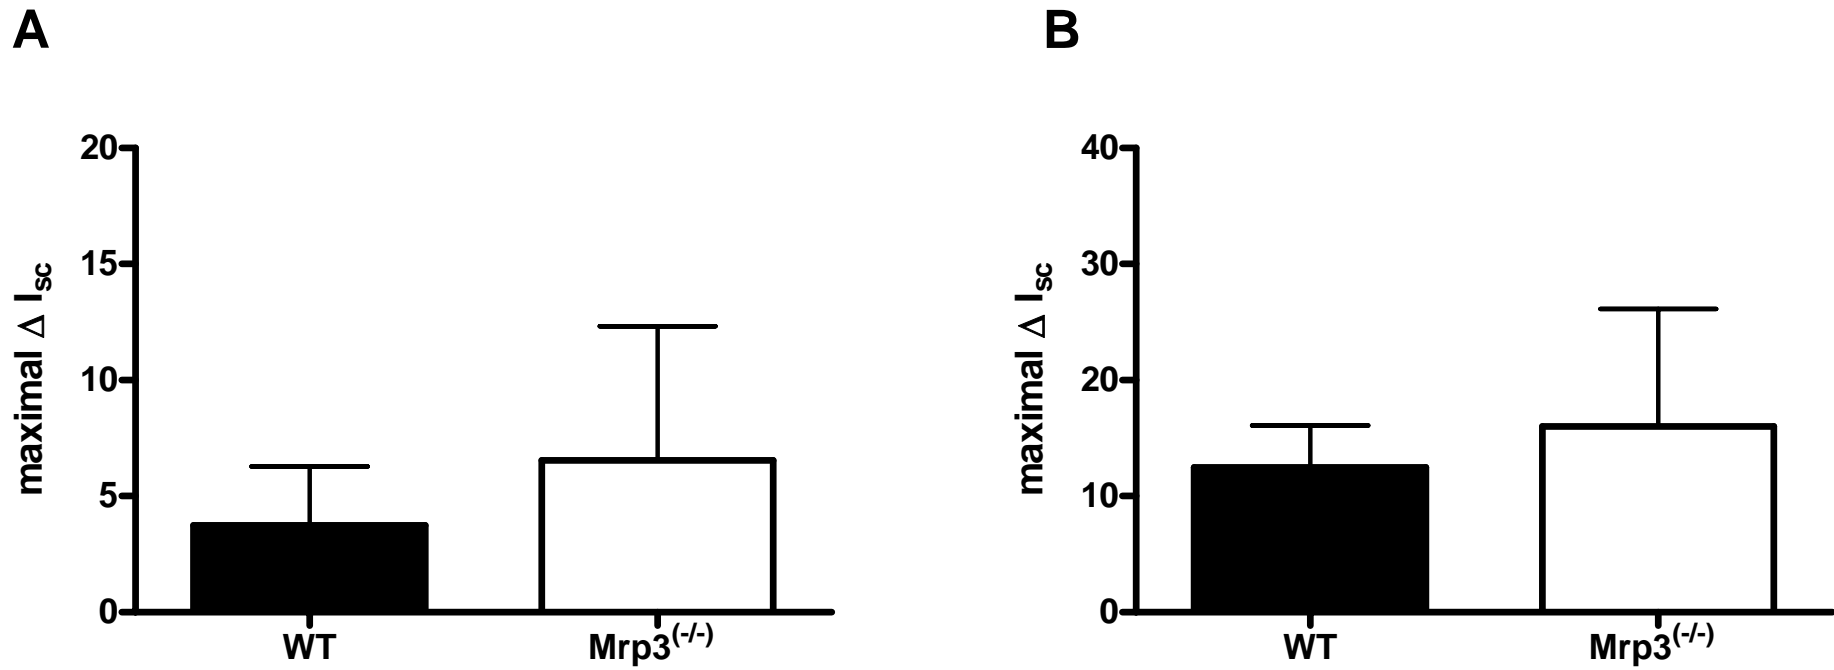 A
20
15
10
5
0
maximal Δ Isc
WT
Mrp3(-/-)
B
40
30
20
10
0
maximal Δ Isc
WT
Mrp3(-/-)